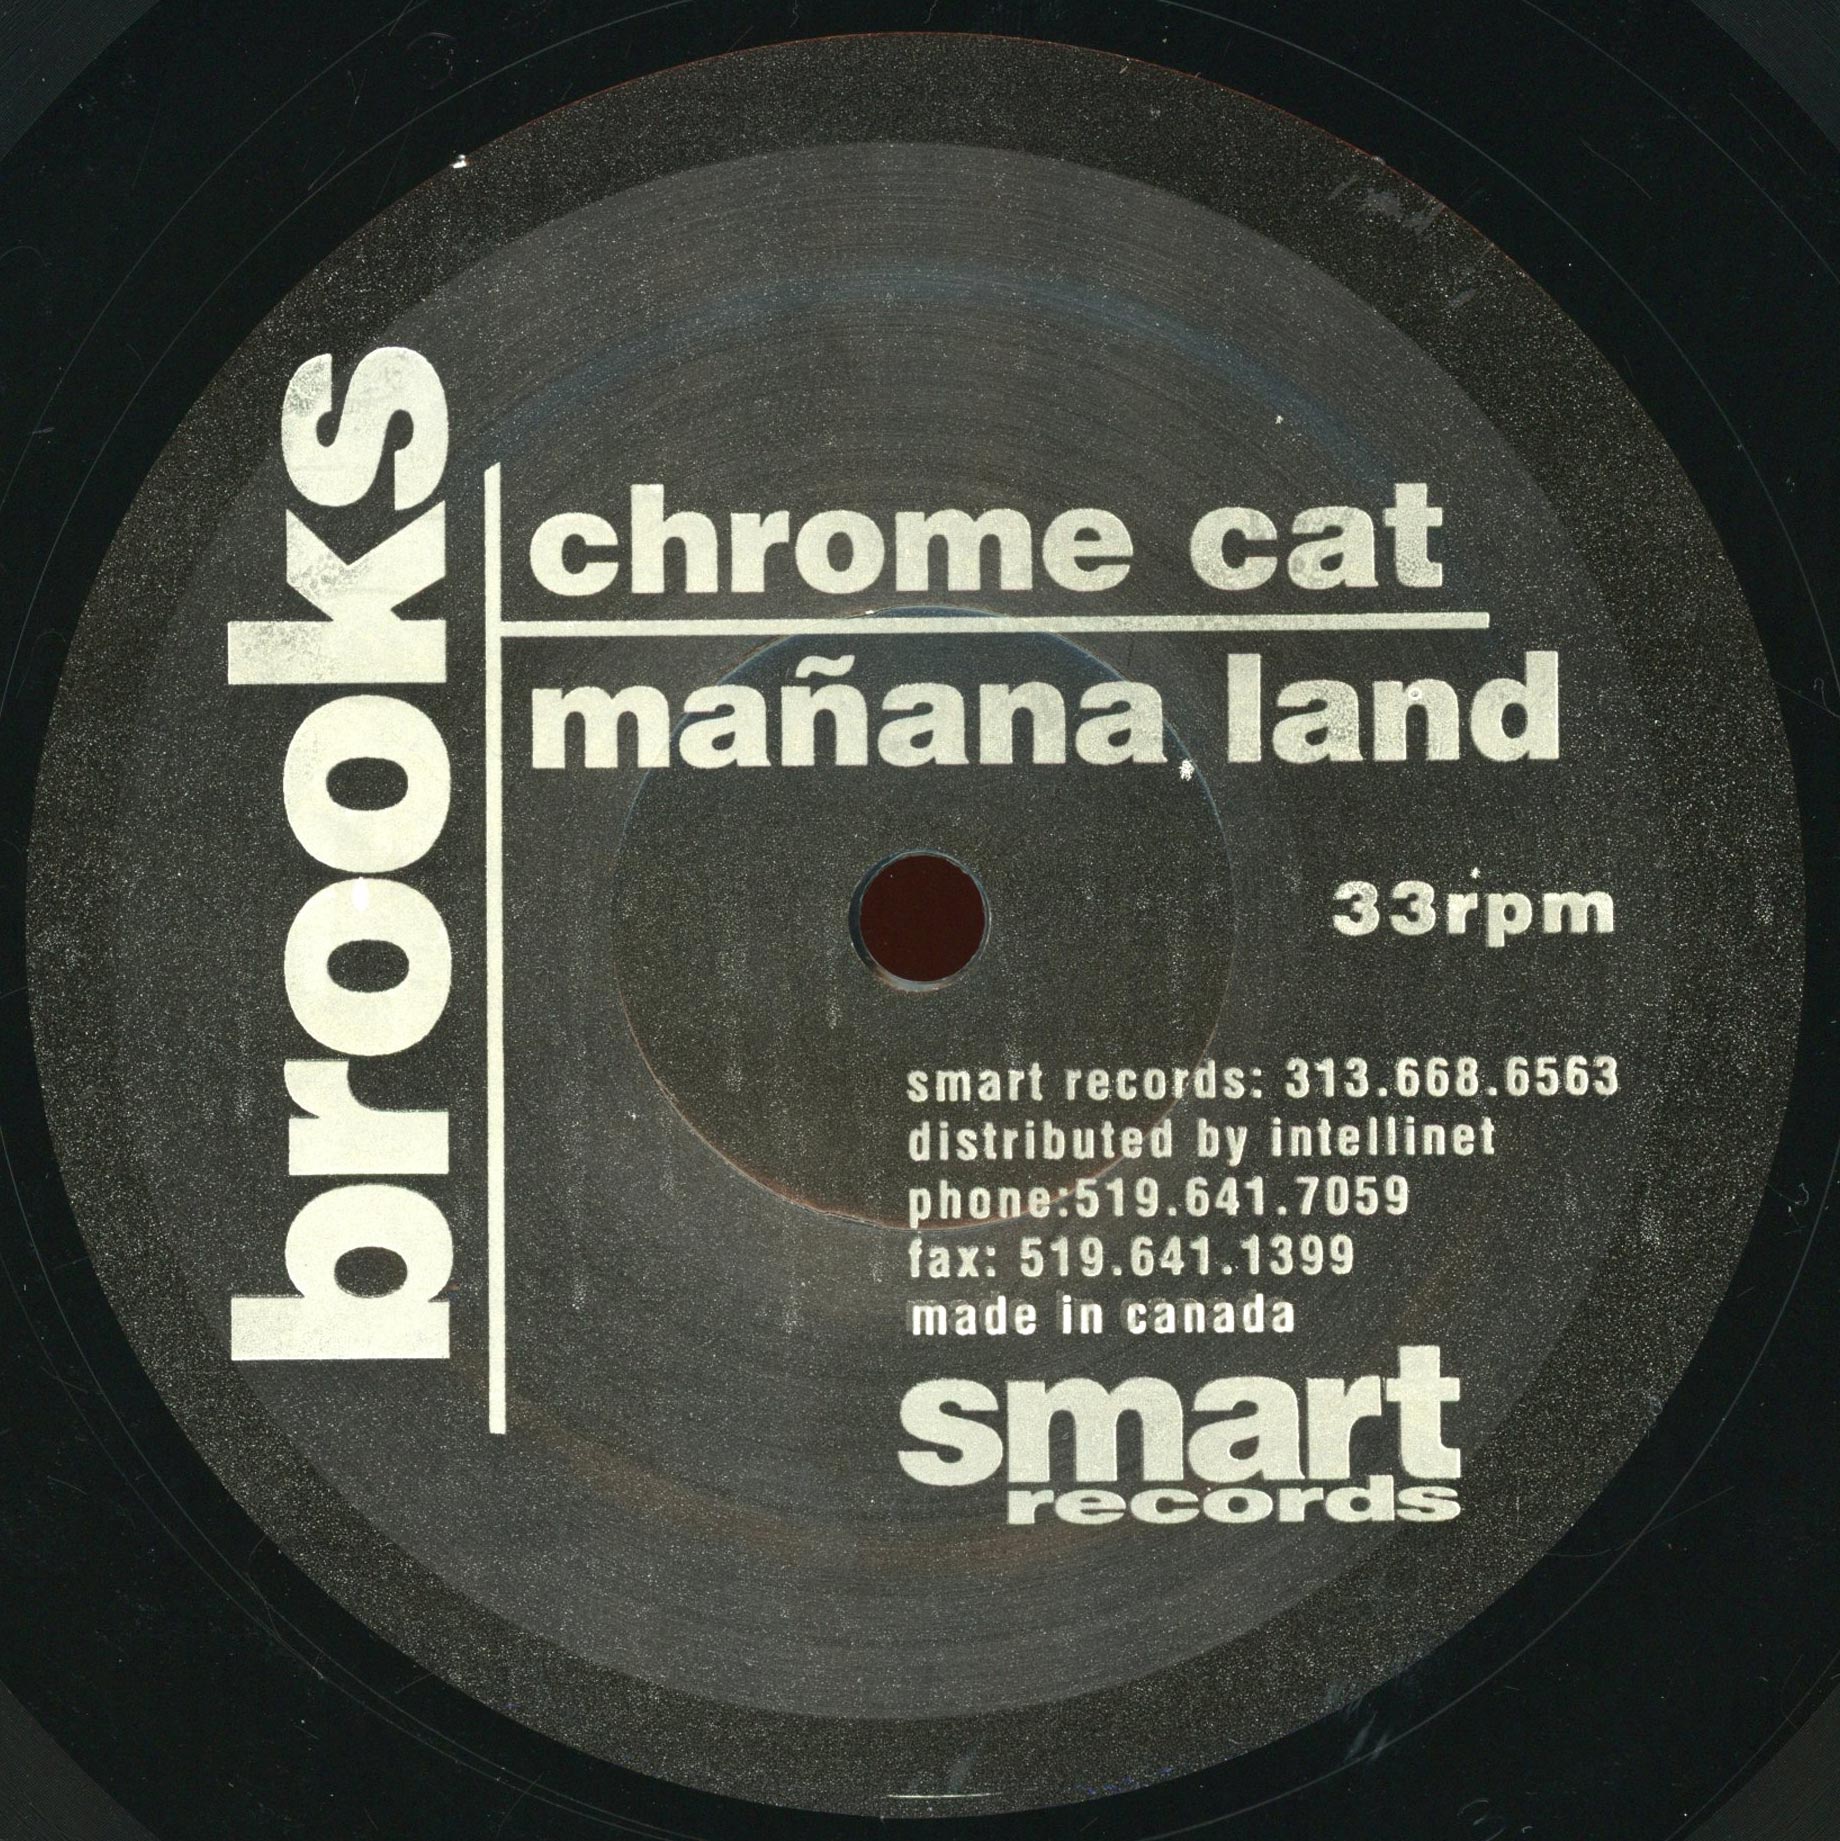 brooks
chrome cat
mañana land
33rpm
smart records: 313.668.6563
distributed by intellinet
phone:519.641.7059
fax: 519.641.1399
made in canada
smart
records